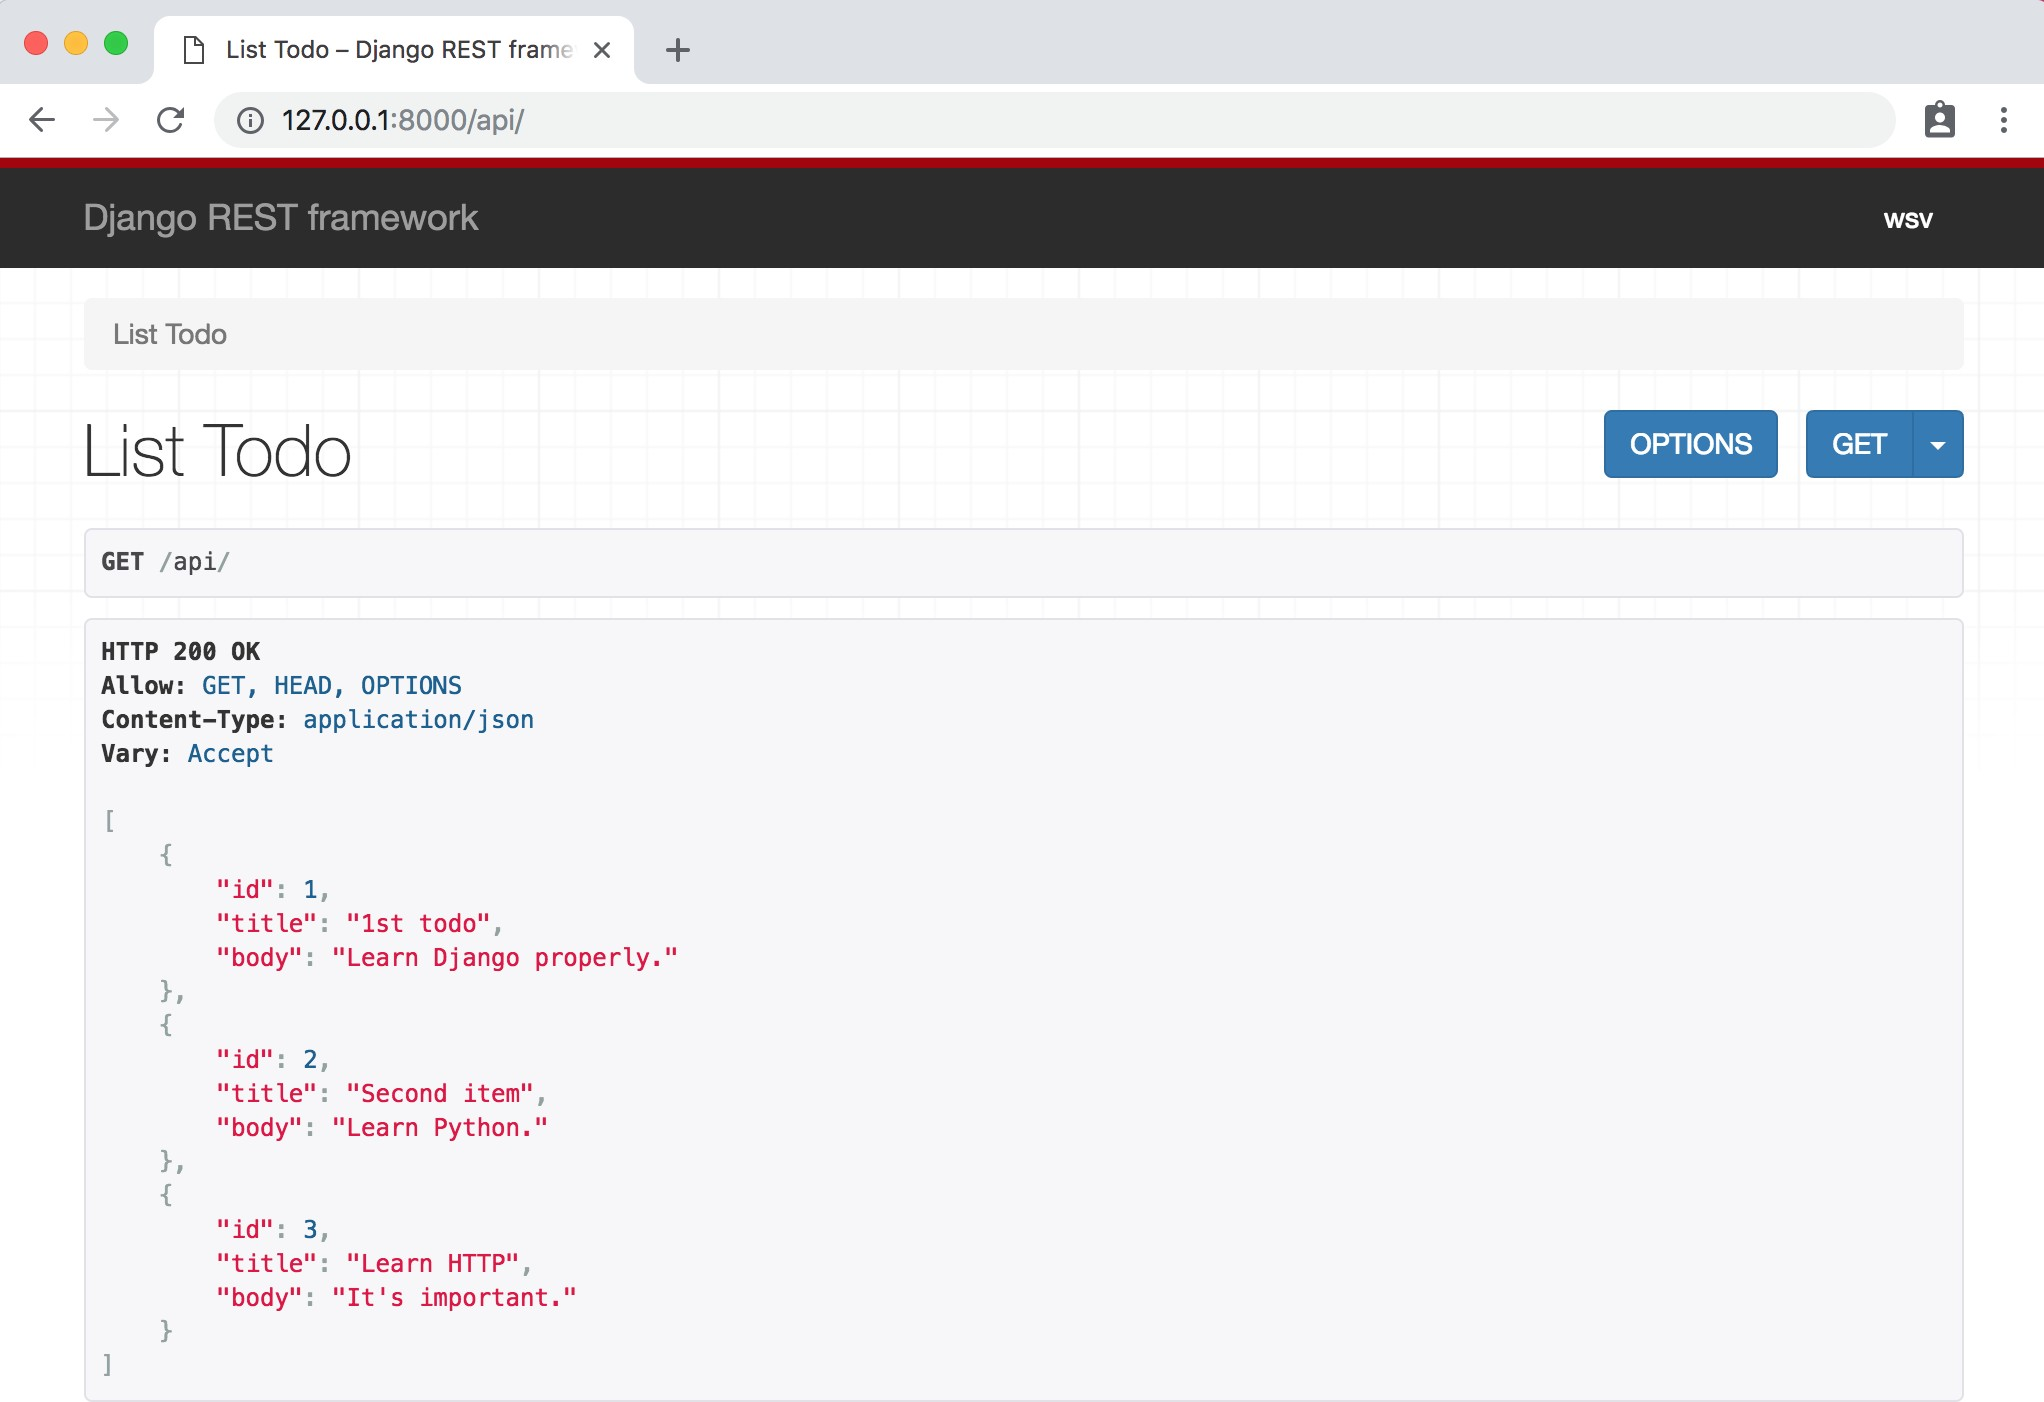 List Todo – Django REST frame
127.0.0.1:8000/api/
Django REST framework
wsv
List Todo
List Todo
OPTIONS
GET
GET /api/
HTTP 200 OK
Allow: GET, HEAD, OPTIONS
Content-Type: application/json
Vary: Accept
[
    {
        "id": 1,
        "title": "1st todo",
        "body": "Learn Django properly."
    },
    {
        "id": 2,
        "title": "Second item",
        "body": "Learn Python."
    },
    {
        "id": 3,
        "title": "Learn HTTP",
        "body": "It's important."
    }
]